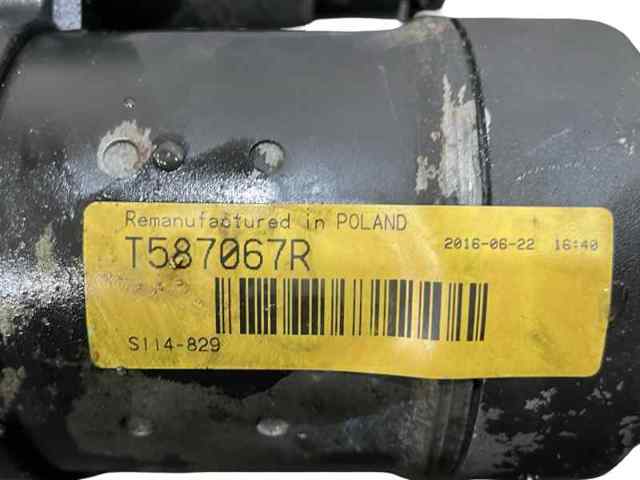 Remanufactured in POLAND
T587067R 2016-06-22 16:40
S114-829